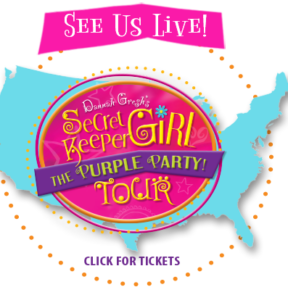 See Us Live!
Dannah Gresh's
Secret
Keeper GiRL
THE PURPLE PARTY!
TOUR
CLICK FOR TICKETS